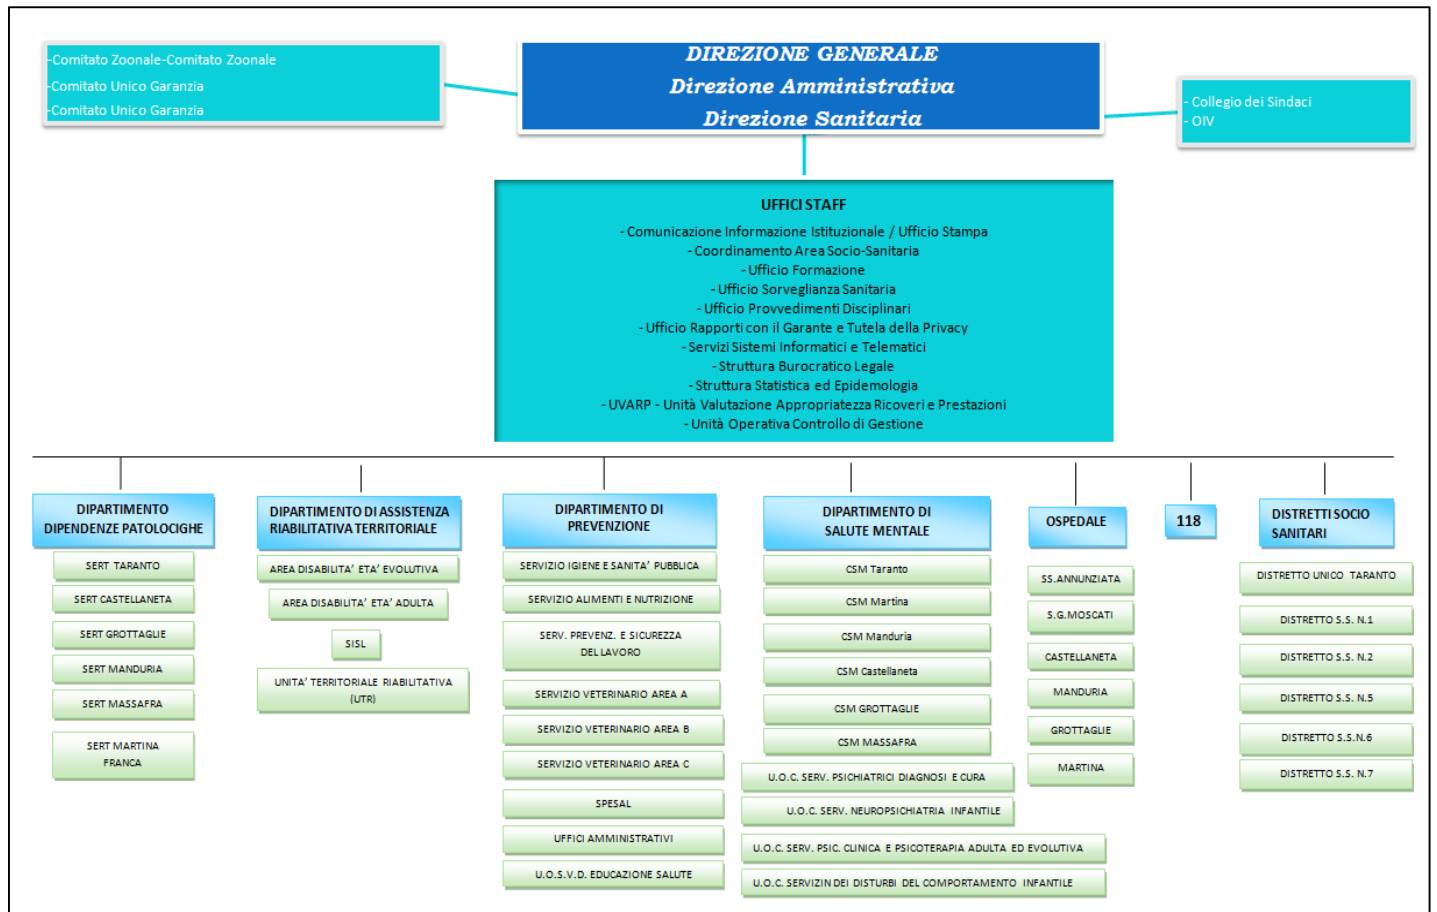 -Comitato Zoonale-Comitato Zoonale
-Comitato Unico Garanzia
-Comitato Unico Garanzia
DIREZIONE GENERALE
Direzione Amministrativa
Direzione Sanitaria
- Collegio dei Sindaci
- OIV
UFFICI STAFF
- Comunicazione Informazione Istituzionale / Ufficio Stampa
- Coordinamento Area Socio-Sanitaria
- Ufficio Formazione
- Ufficio Sorveglianza Sanitaria
- Ufficio Provvedimenti Disciplinari
- Ufficio Rapporti con il Garante e Tutela della Privacy
- Servizi Sistemi Informatici e Telematici
- Struttura Burocratico Legale
- Struttura Statistica ed Epidemologia
- UVARP - Unità Valutazione Appropriatezza Ricoveri e Prestazioni
- Unità Operativa Controllo di Gestione
DIPARTIMENTO
DIPENDENZE PATOLOCIGHE
SERT TARANTO
SERT CASTELLANETA
SERT GROTTAGLIE
SERT MANDURIA
SERT MASSAFRA
SERT MARTINA
FRANCA
DIPARTIMENTO DI ASSISTENZA
RIABILITATIVA TERRITORIALE
AREA DISABILITA’ ETA’ EVOLUTIVA
AREA DISABILITA’ ETA’ ADULTA
SISL
UNITA’ TERRITORIALE RIABILITATIVA
(UTR)
DIPARTIMENTO DI
PREVENZIONE
SERVIZIO IGIENE E SANITA’ PUBBLICA
SERVIZIO ALIMENTI E NUTRIZIONE
SERV. PREVENZ. E SICUREZZA
DEL LAVORO
SERVIZIO VETERINARIO AREA A
SERVIZIO VETERINARIO AREA B
SERVIZIO VETERINARIO AREA C
SPESAL
UFFICI AMMINISTRATIVI
U.O.S.V.D. EDUCAZIONE SALUTE
DIPARTIMENTO DI
SALUTE MENTALE
CSM Taranto
CSM Martina
CSM Manduria
CSM Castellaneta
CSM GROTTAGLIE
CSM MASSAFRA
U.O.C. SERV. PSICHIATRICI DIAGNOSI E CURA
U.O.C. SERV. NEUROPSICHIATRIA INFANTILE
U.O.C. SERV. PSIC. CLINICA E PSICOTERAPIA ADULTA ED EVOLUTIVA
U.O.C. SERVIZIN DEI DISTURBI DEL COMPORTAMENTO INFANTILE
OSPEDALE
SS.ANNUNZIATA
S.G.MOSCATI
CASTELLANETA
MANDURIA
GROTTAGLIE
MARTINA
118
DISTRETTI SOCIO
SANITARI
DISTRETTO UNICO TARANTO
DISTRETTO S.S. N.1
DISTRETTO S.S. N.2
DISTRETTO S.S. N.5
DISTRETTO S.S.N.6
DISTRETTO S.S. N.7